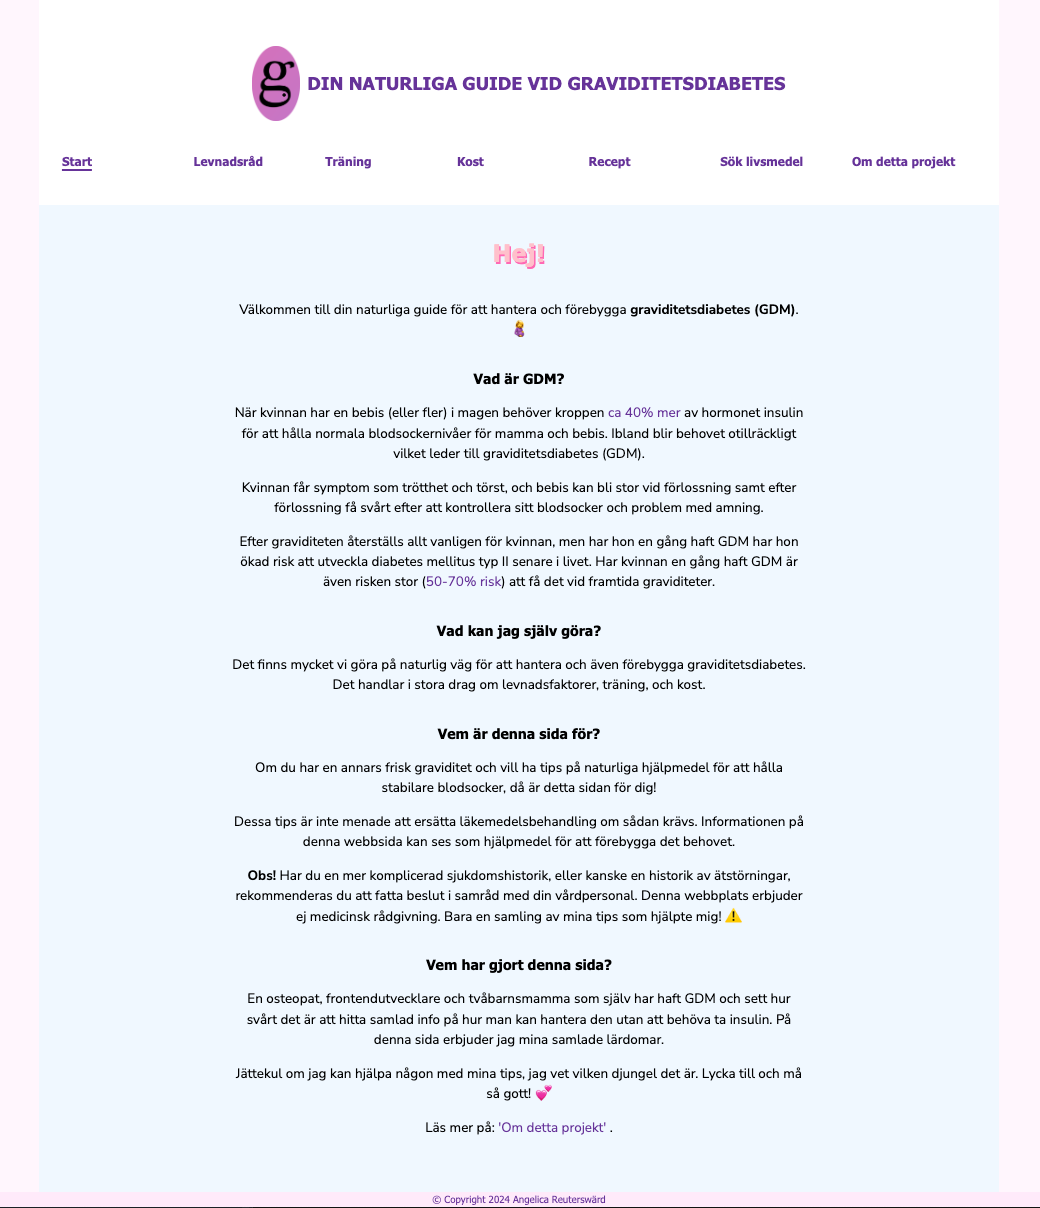 g
DIN NATURLIGA GUIDE VID GRAVIDITETSDIABETES
Start Levnadsråd Träning Kost Recept Sök livsmedel Om detta projekt
Hej!
Välkommen till din naturliga guide för att hantera och förebygga graviditetsdiabetes (GDM).
🤱
Vad är GDM?
När kvinnan har en bebis (eller fler) i magen behöver kroppen ca 40% mer av hormonet insulin
för att hålla normala blodsockernivåer för mamma och bebis. Ibland blir behovet otillräckligt
vilket leder till graviditetsdiabetes (GDM).
Kvinnan får symptom som trötthet och törst, och bebis kan bli stor vid förlossning samt efter
förlossning få svårt efter att kontrollera sitt blodsocker och problem med amning.
Efter graviditeten återställs allt vanligen för kvinnan, men har hon en gång haft GDM har hon
ökad risk att utveckla diabetes mellitus typ II senare i livet. Har kvinnan en gång haft GDM är
även risken stor (50-70% risk) att få det vid framtida graviditeter.
Vad kan jag själv göra?
Det finns mycket vi göra på naturlig väg för att hantera och även förebygga graviditetsdiabetes.
Det handlar i stora drag om levnadsfaktorer, träning, och kost.
Vem är denna sida för?
Om du har en annars frisk graviditet och vill ha tips på naturliga hjälpmedel för att hålla
stabilare blodsocker, då är detta sidan för dig!
Dessa tips är inte menade att ersätta läkemedelsbehandling om sådan krävs. Informationen på
denna webbsida kan ses som hjälpmedel för att förebygga det behovet.
Obs! Har du en mer komplicerad sjukdomshistorik, eller kanske en historik av ätstörningar,
rekommenderas du att fatta beslut i samråd med din vårdpersonal. Denna webbplats erbjuder
ej medicinsk rådgivning. Bara en samling av mina tips som hjälpte mig! ⚠️
Vem har gjort denna sida?
En osteopat, frontendutvecklare och tvåbarnsmamma som själv har haft GDM och sett hur
svårt det är att hitta samlad info på hur man kan hantera den utan att behöva ta insulin. På
denna sida erbjuder jag mina samlade lärdomar.
Jättekul om jag kan hjälpa någon med mina tips, jag vet vilken djungel det är. Lycka till och må
så gott! 💕
Läs mer på: 'Om detta projekt' .
© Copyright 2024 Angelica Reuterswärd